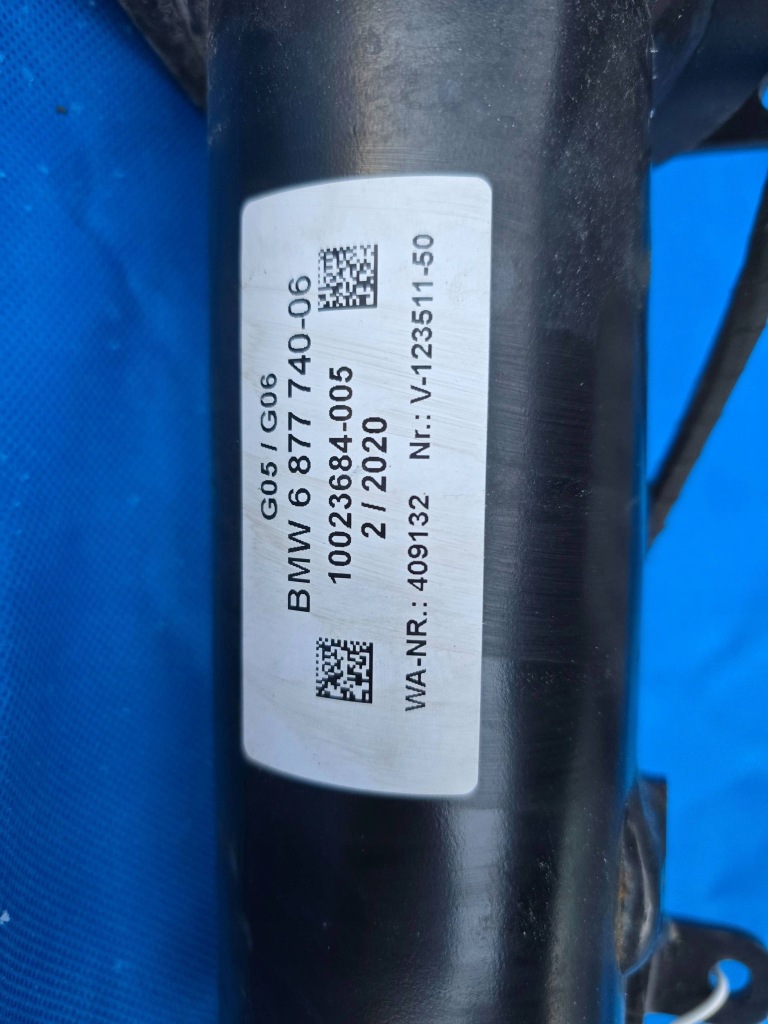 G05 / G06
BMW 6 877 740-06
10023684-005
2 / 2020
WA-NR.: 409132 Nr.: V-123511-50